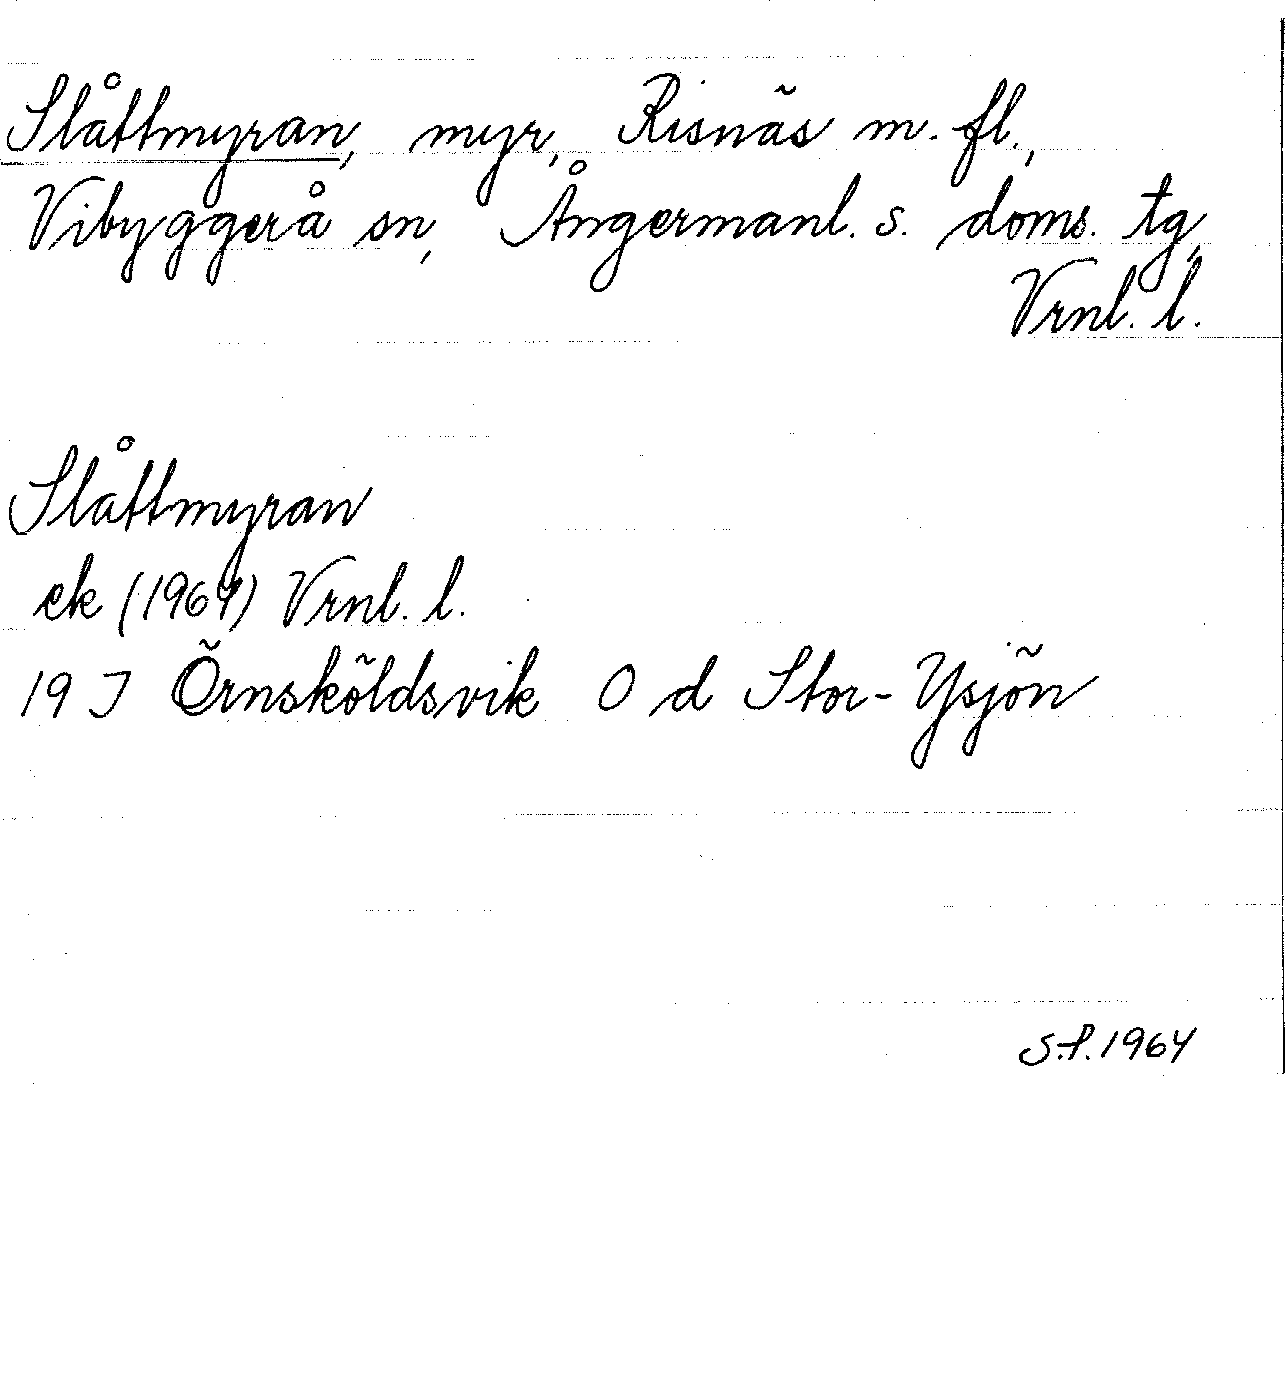 Slåttmyran, myr, Risnäs m. fl.,
Vibyggerå sn, Ångermanl. s. doms. tg,
Vrnl. l.
Slåttmyran
ek (1964) Vrnl. l.
19 J Örnsköldsvik O d Stor-Ysjön
S.P. 1964